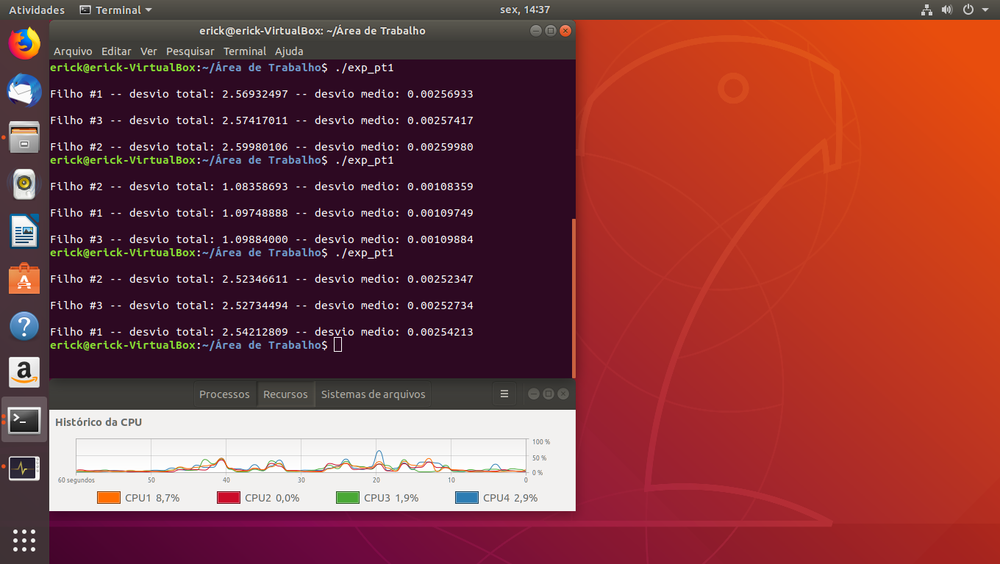 Atividades Terminal sex, 14:37
erick@erick-VirtualBox: ~/Área de Trabalho
Arquivo Editar Ver Pesquisar Terminal Ajuda
erick@erick-VirtualBox:~/Área de Trabalho$ ./exp_pt1
Filho #1 -- desvio total: 2.56932497 -- desvio medio: 0.00256933
Filho #3 -- desvio total: 2.57417011 -- desvio medio: 0.00257417
Filho #2 -- desvio total: 2.59980106 -- desvio medio: 0.00259980
erick@erick-VirtualBox:~/Área de Trabalho$ ./exp_pt1
Filho #2 -- desvio total: 1.08358693 -- desvio medio: 0.00108359
Filho #1 -- desvio total: 1.09748888 -- desvio medio: 0.00109749
Filho #3 -- desvio total: 1.09884000 -- desvio medio: 0.00109884
erick@erick-VirtualBox:~/Área de Trabalho$ ./exp_pt1
Filho #2 -- desvio total: 2.52346611 -- desvio medio: 0.00252347
Filho #3 -- desvio total: 2.52734494 -- desvio medio: 0.00252734
Filho #1 -- desvio total: 2.54212809 -- desvio medio: 0.00254213
erick@erick-VirtualBox:~/Área de Trabalho$
Processos Recursos Sistemas de arquivos
Histórico da CPU
100 %
50 %
0 %
60 segundos 50 40 30 20 10 0
CPU1 8,7% CPU2 0,0% CPU3 1,9% CPU4 2,9%